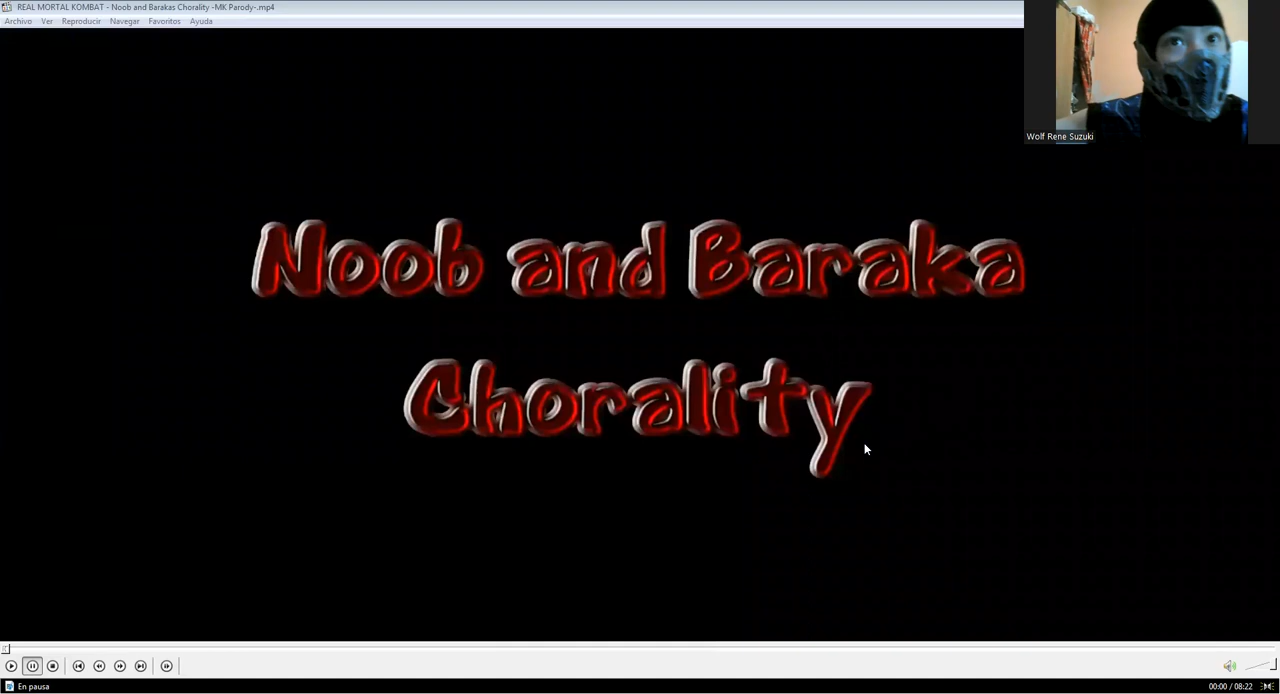 REAL MORTAL KOMBAT - Noob and Barakas Chorality -MK Parody-.mp4
Archivo Ver Reproducir Navegar Favoritos Ayuda
Wolf Rene Suzuki
Noob and Baraka
Chorality
En pausa
00:00 / 08:22